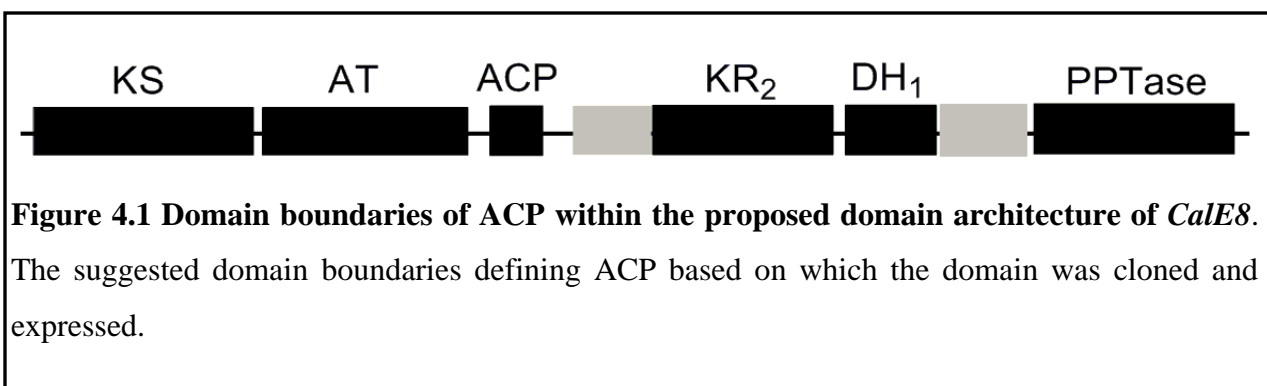 KS AT ACP KR₂ DH₁ PPTase
Figure 4.1 Domain boundaries of ACP within the proposed domain architecture of CalE8.
The suggested domain boundaries defining ACP based on which the domain was cloned and
expressed.